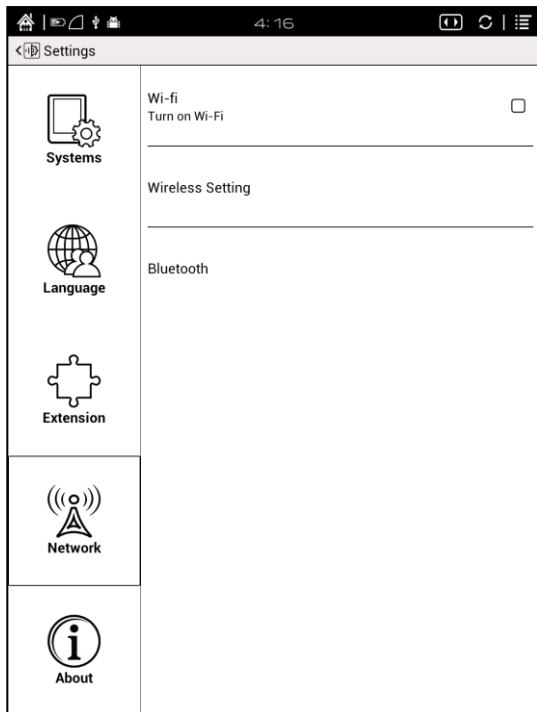 4:16
Settings
Systems
Language
Extension
Network
About
Wi-fi
Turn on Wi-Fi
Wireless Setting
Bluetooth